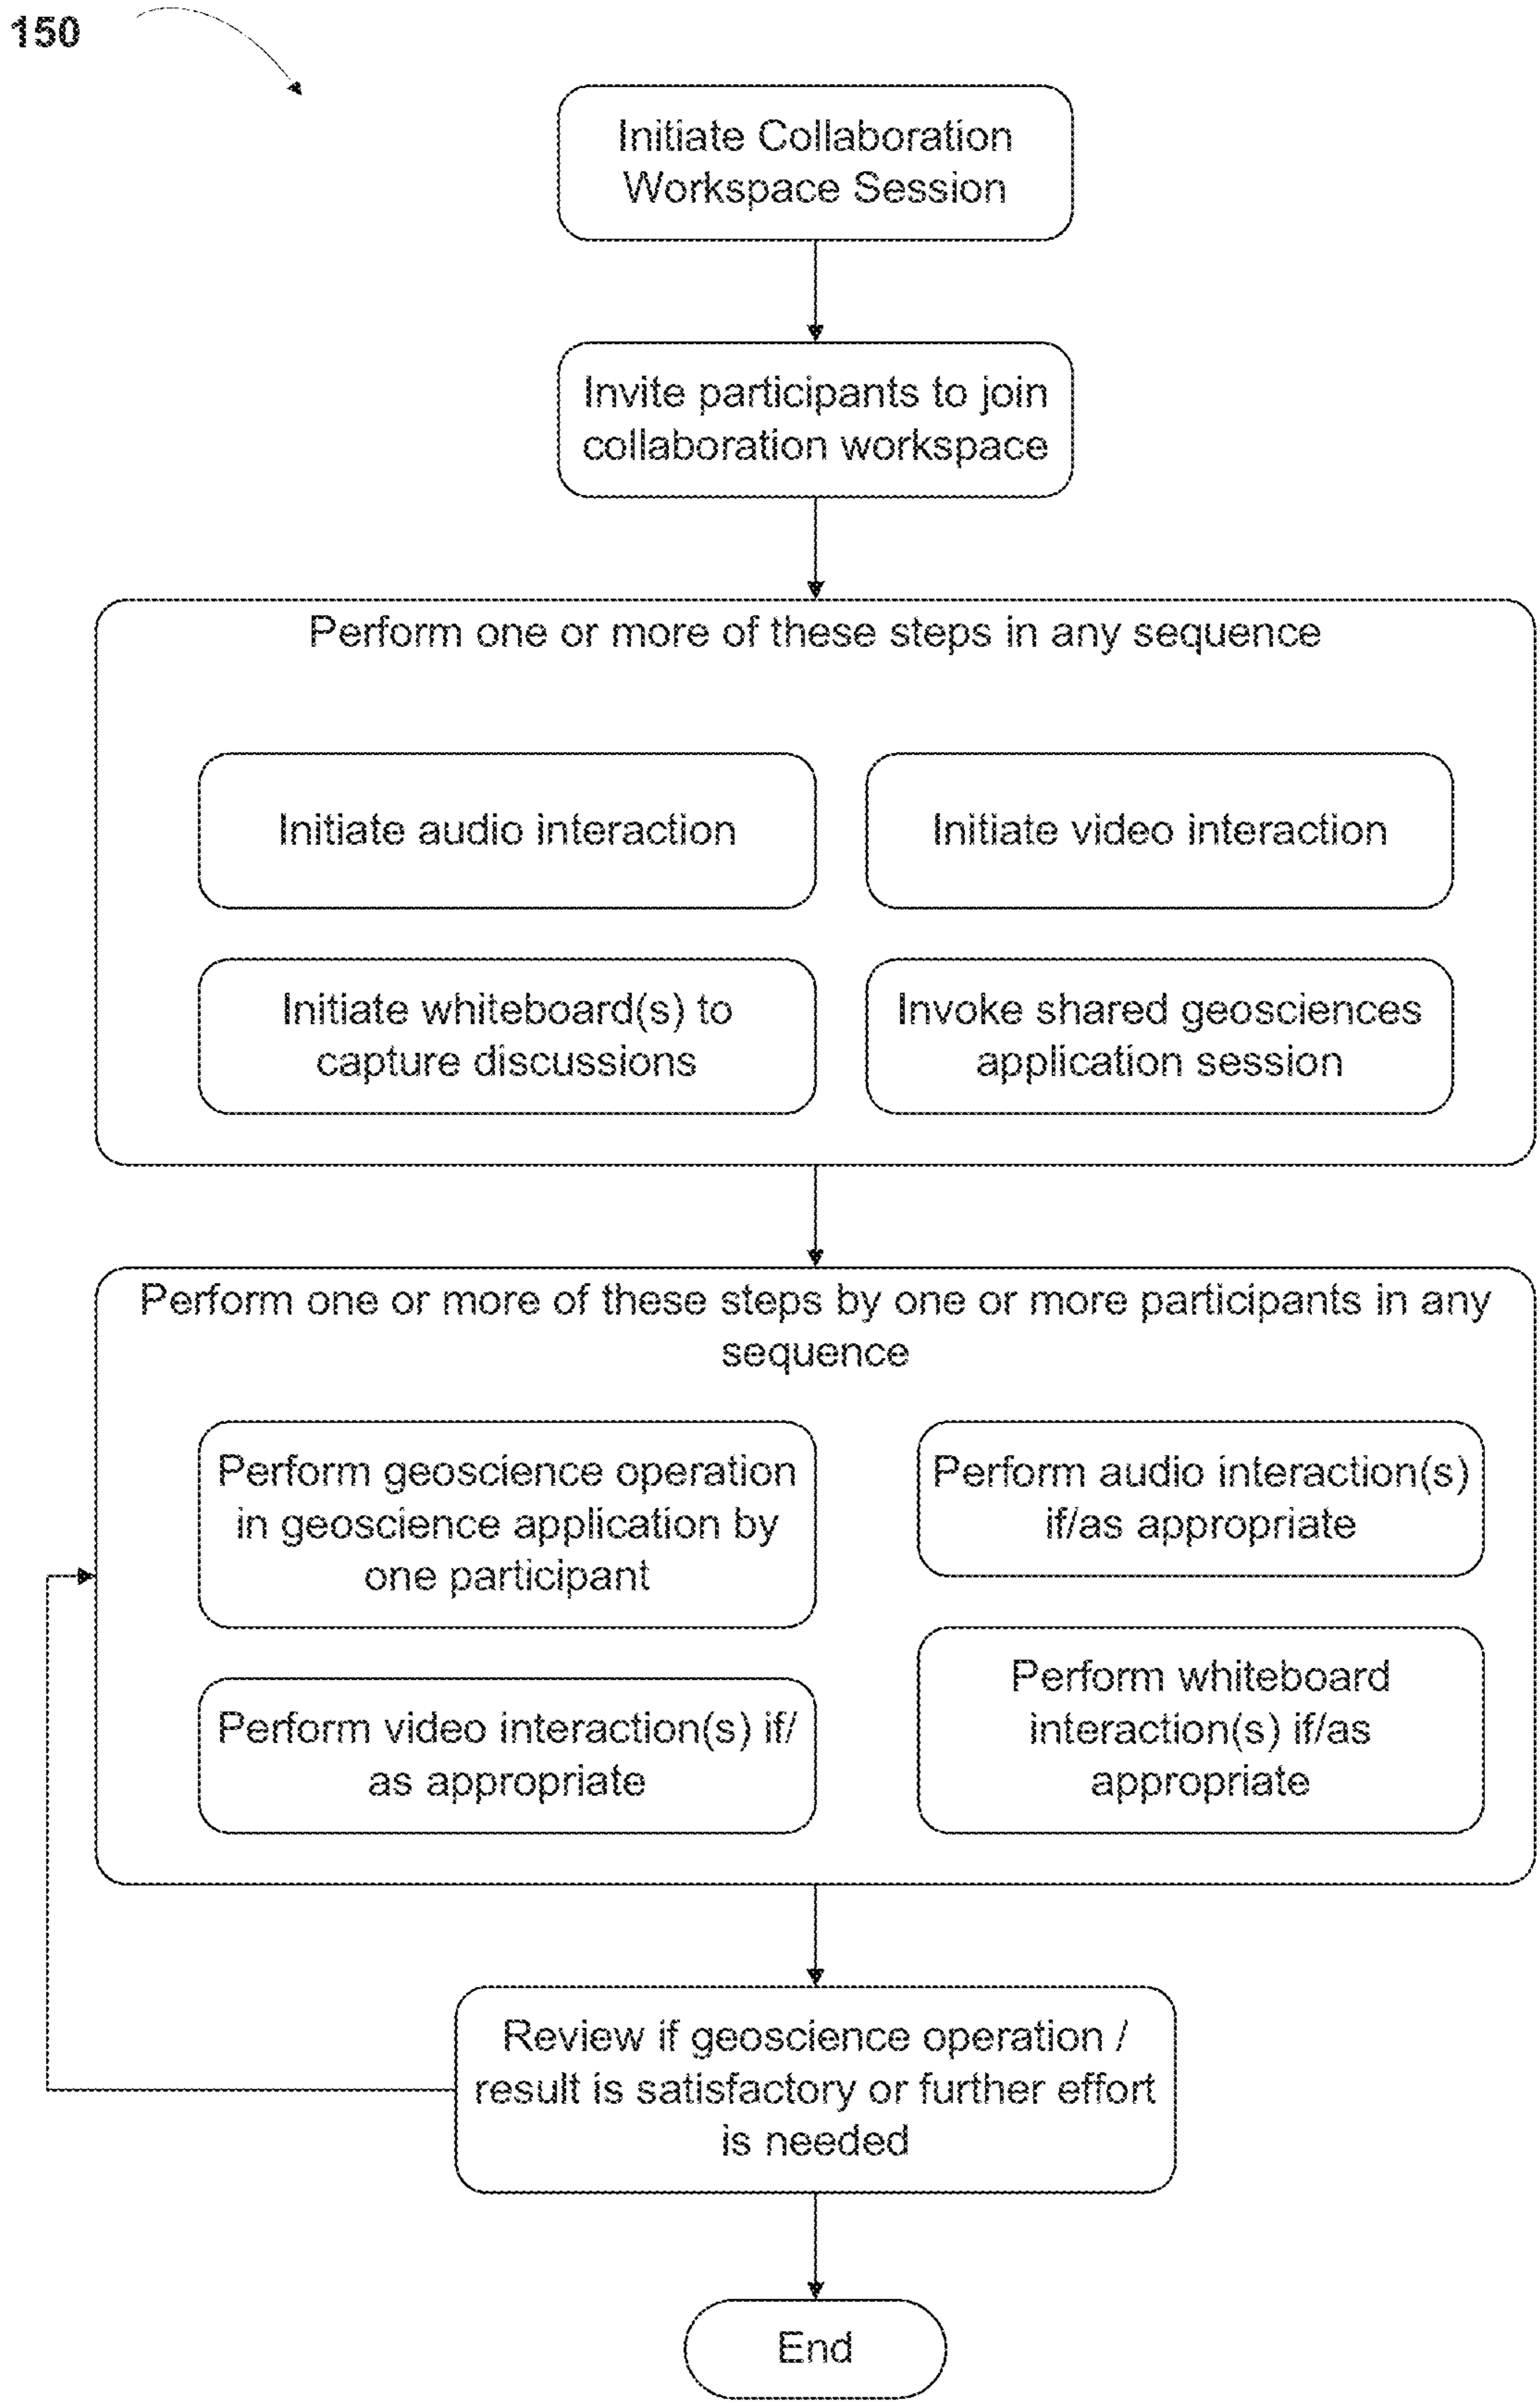 150
Initiate Collaboration
Workspace Session
Invite participants to join
collaboration workspace
Perform one or more of these steps in any sequence
Initiate audio interaction
Initiate video interaction
Initiate whiteboard(s) to
capture discussions
Invoke shared geosciences
application session
Perform one or more of these steps by one or more participants in any
sequence
Perform geoscience operation
in geoscience application by
one participant
Perform audio interaction(s)
if/as appropriate
Perform video interaction(s) if/
as appropriate
Perform whiteboard
interaction(s) if/as
appropriate
Review if geoscience operation /
result is satisfactory or further effort
is needed
End